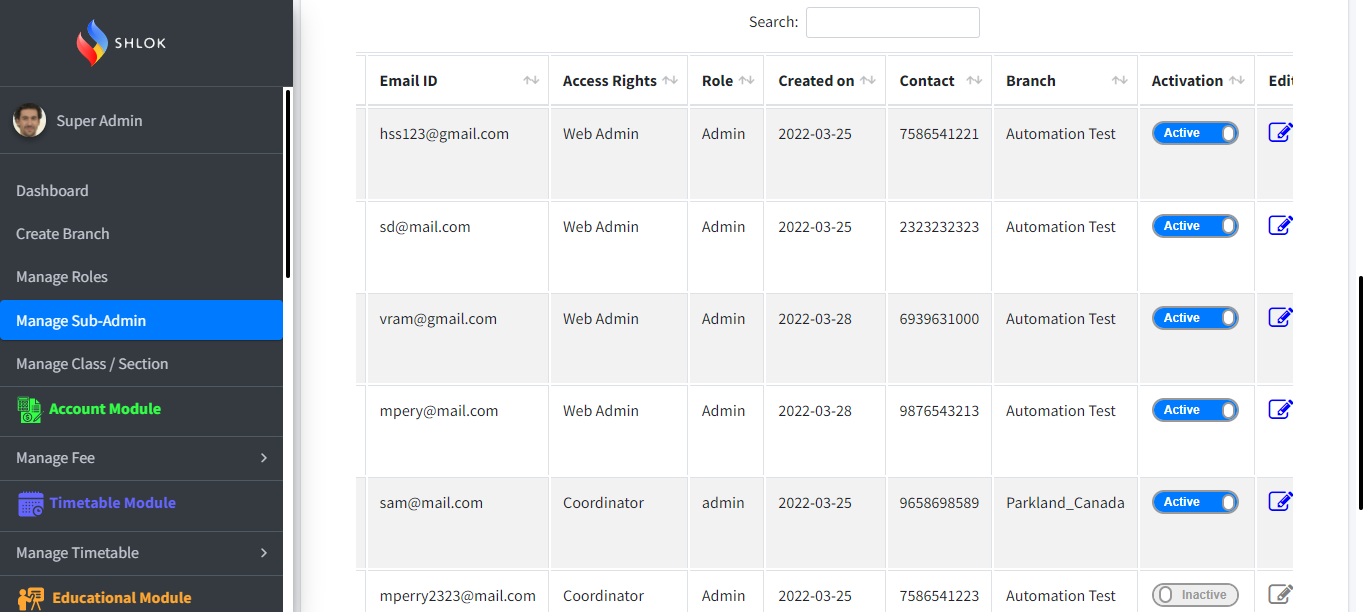 SHLOK
Super Admin
Dashboard
Create Branch
Manage Roles
Manage Sub-Admin
Manage Class / Section
Account Module
Manage Fee
Timetable Module
Manage Timetable
Educational Module
Search:
Email ID Access Rights Role Created on Contact Branch Activation Edit
hss123@gmail.com Web Admin Admin 2022-03-25 7586541221 Automation Test Active
sd@mail.com Web Admin Admin 2022-03-25 2323232323 Automation Test Active
vram@gmail.com Web Admin Admin 2022-03-28 6939631000 Automation Test Active
mpery@mail.com Web Admin Admin 2022-03-28 9876543213 Automation Test Active
sam@mail.com Coordinator admin 2022-03-25 9658698589 Parkland_Canada Active
mperry2323@mail.com Coordinator Admin 2022-03-25 7586541223 Automation Test Inactive